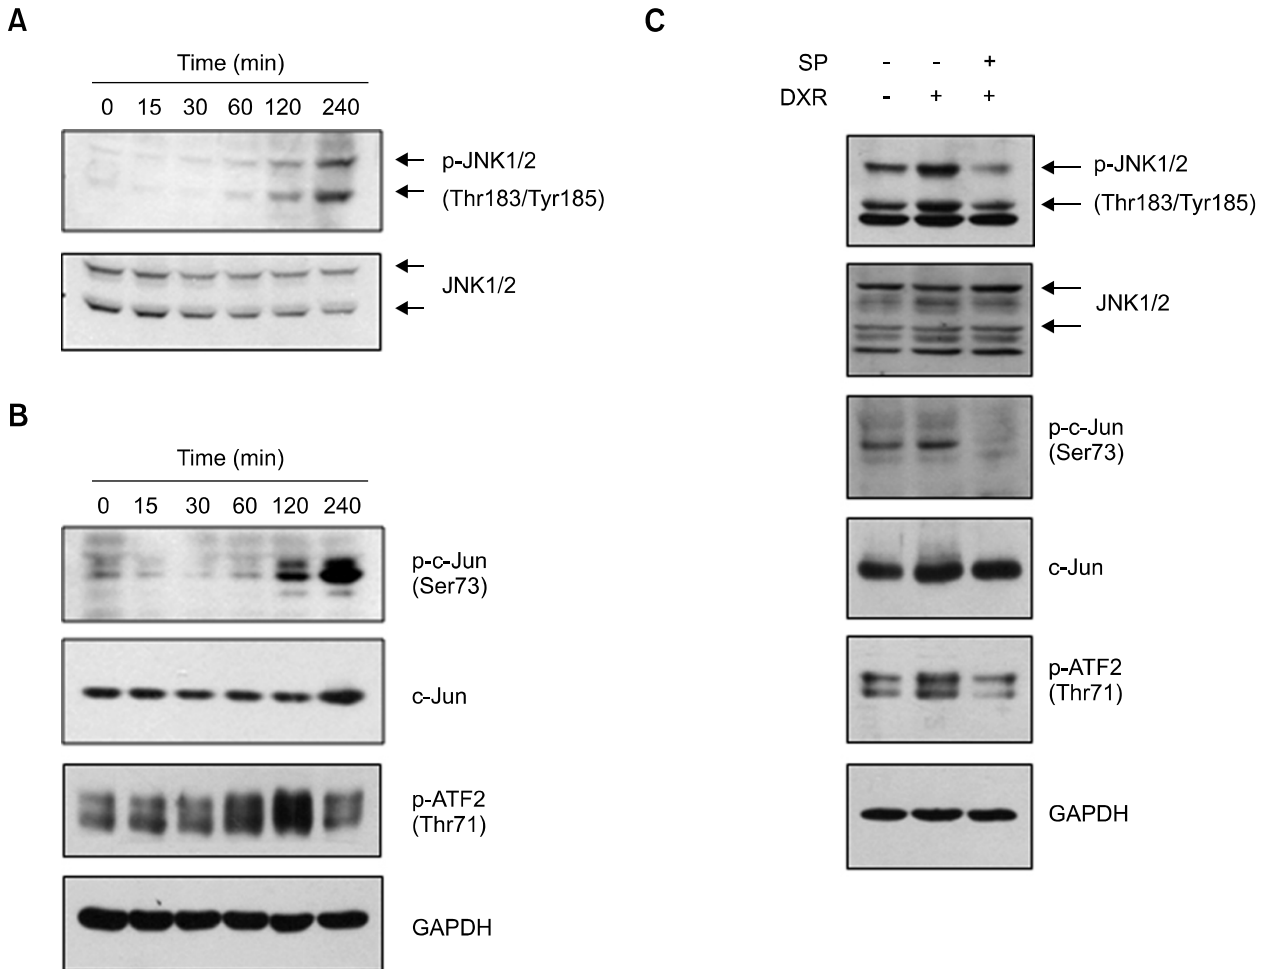 A
Time (min)
0 15 30 60 120 240
p-JNK1/2
(Thr183/Tyr185)
JNK1/2
B
Time (min)
0 15 30 60 120 240
p-c-Jun
(Ser73)
c-Jun
p-ATF2
(Thr71)
GAPDH
C
SP - - +
DXR - + +
p-JNK1/2
(Thr183/Tyr185)
JNK1/2
p-c-Jun
(Ser73)
c-Jun
p-ATF2
(Thr71)
GAPDH